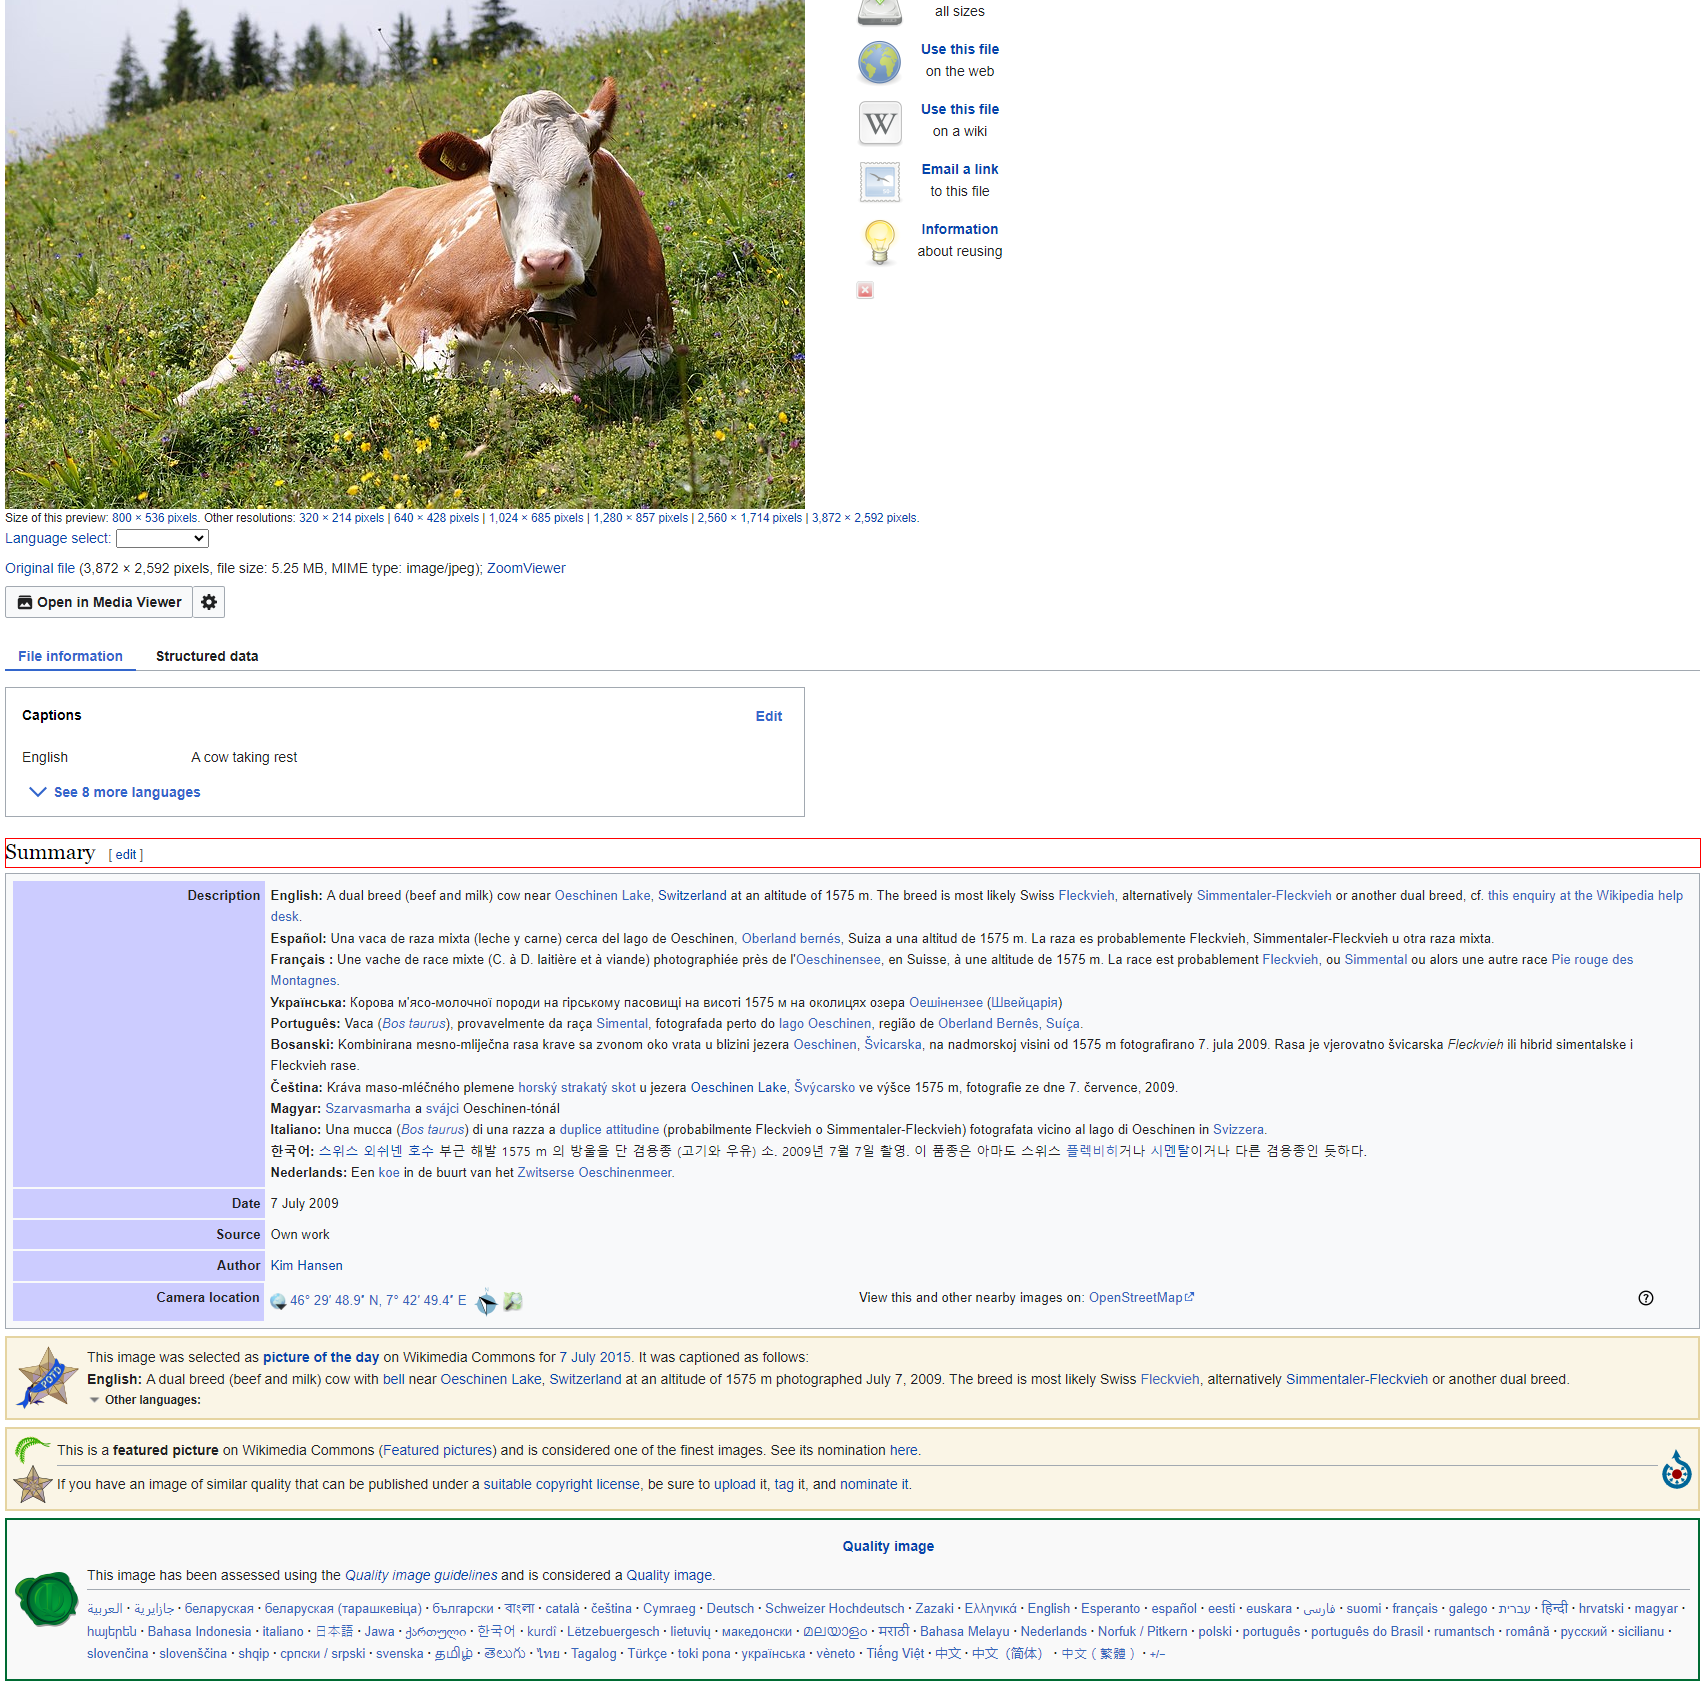 all sizes
Use this file
on the web
Use this file
on a wiki
Email a link
to this file
Information
about reusing
Size of this preview: 800 × 536 pixels. Other resolutions: 320 × 214 pixels | 640 × 428 pixels | 1,024 × 685 pixels | 1,280 × 857 pixels | 2,560 × 1,714 pixels | 3,872 × 2,592 pixels.
Language select:
Original file (3,872 × 2,592 pixels, file size: 5.25 MB, MIME type: image/jpeg); ZoomViewer
Open in Media Viewer
File information Structured data
Captions Edit
English A cow taking rest
See 8 more languages
Summary [ edit ]
Description English: A dual breed (beef and milk) cow near Oeschinen Lake, Switzerland at an altitude of 1575 m. The breed is most likely Swiss Fleckvieh, alternatively Simmentaler-Fleckvieh or another dual breed, cf. this enquiry at the Wikipedia help
desk.
Español: Una vaca de raza mixta (leche y carne) cerca del lago de Oeschinen, Oberland bernés, Suiza a una altitud de 1575 m. La raza es probablemente Fleckvieh, Simmentaler-Fleckvieh u otra raza mixta.
Français : Une vache de race mixte (C. à D. laitière et à viande) photographiée près de l'Oeschinensee, en Suisse, à une altitude de 1575 m. La race est probablement Fleckvieh, ou Simmental ou alors une autre race Pie rouge des
Montagnes.
Українська: Корова м'ясо-молочної породи на гірському пасовищі на висоті 1575 м на околицях озера Оешінензее (Швейцарія)
Português: Vaca (Bos taurus), provavelmente da raça Simental, fotografada perto do lago Oeschinen, região de Oberland Bernês, Suíça.
Bosanski: Kombinirana mesno-mliječna rasa krave sa zvonom oko vrata u blizini jezera Oeschinen, Švicarska, na nadmorskoj visini od 1575 m fotografirano 7. jula 2009. Rasa je vjerovatno švicarska Fleckvieh ili hibrid simentalske i
Fleckvieh rase.
Čeština: Kráva maso-mléčného plemene horský strakatý skot u jezera Oeschinen Lake, Švýcarsko ve výšce 1575 m, fotografie ze dne 7. července, 2009.
Magyar: Szarvasmarha a svájci Oeschinen-tónál
Italiano: Una mucca (Bos taurus) di una razza a duplice attitudine (probabilmente Fleckvieh o Simmentaler-Fleckvieh) fotografata vicino al lago di Oeschinen in Svizzera.
한국어: 스위스 외쉬넨 호수 부근 해발 1575 m 의 방울을 단 겸용종 (고기와 우유) 소. 2009년 7월 7일 촬영. 이 품종은 아마도 스위스 플렉비히거나 시멘탈이거나 다른 겸용종인 듯하다.
Nederlands: Een koe in de buurt van het Zwitserse Oeschinenmeer.
Date 7 July 2009
Source Own work
Author Kim Hansen
Camera location 46° 29′ 48.9″ N, 7° 42′ 49.4″ E View this and other nearby images on: OpenStreetMap
This image was selected as picture of the day on Wikimedia Commons for 7 July 2015. It was captioned as follows:
POTD
English: A dual breed (beef and milk) cow with bell near Oeschinen Lake, Switzerland at an altitude of 1575 m photographed July 7, 2009. The breed is most likely Swiss Fleckvieh, alternatively Simmentaler-Fleckvieh or another dual breed.
Other languages:
This is a featured picture on Wikimedia Commons (Featured pictures) and is considered one of the finest images. See its nomination here.
If you have an image of similar quality that can be published under a suitable copyright license, be sure to upload it, tag it, and nominate it.
Quality image
This image has been assessed using the Quality image guidelines and is considered a Quality image.
العربية · جازايرية · беларуская · беларуская (тарашкевіца) · български · বাংলা · català · čeština · Cymraeg · Deutsch · Schweizer Hochdeutsch · Zazaki · Ελληνικά · English · Esperanto · español · eesti · euskara · فارسی · suomi · français · galego · עברית · हिन्दी · hrvatski · magyar ·
հայերեն · Bahasa Indonesia · italiano · 日本語 · Jawa · ქართული · 한국어 · kurdî · Lëtzebuergesch · lietuvių · македонски · മലയാളം · मराठी · Bahasa Melayu · Nederlands · Norfuk / Pitkern · polski · português · português do Brasil · rumantsch · română · русский · sicilianu ·
slovenčina · slovenščina · shqip · српски / srpski · svenska · தமிழ் · తెలుగు · ไทย · Tagalog · Türkçe · toki pona · українська · vèneto · Tiếng Việt · 中文 · 中文（简体） · 中文（繁體） · +/−